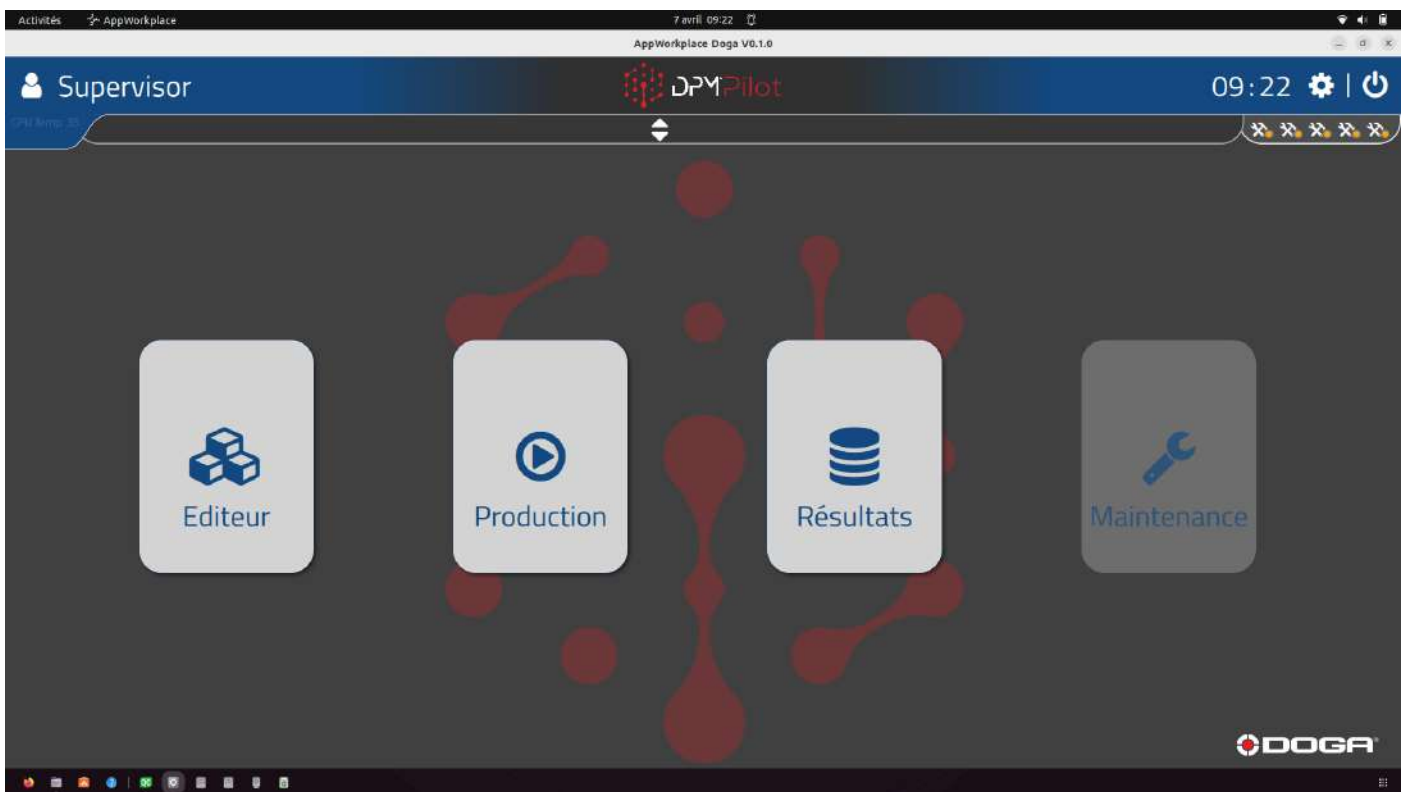 Activités AppWorkplace 7 avril 09:22
AppWorkplace Doga V0.1.0
Supervisor DPMPilot 09:22
Editeur Production Résultats Maintenance
DOGA